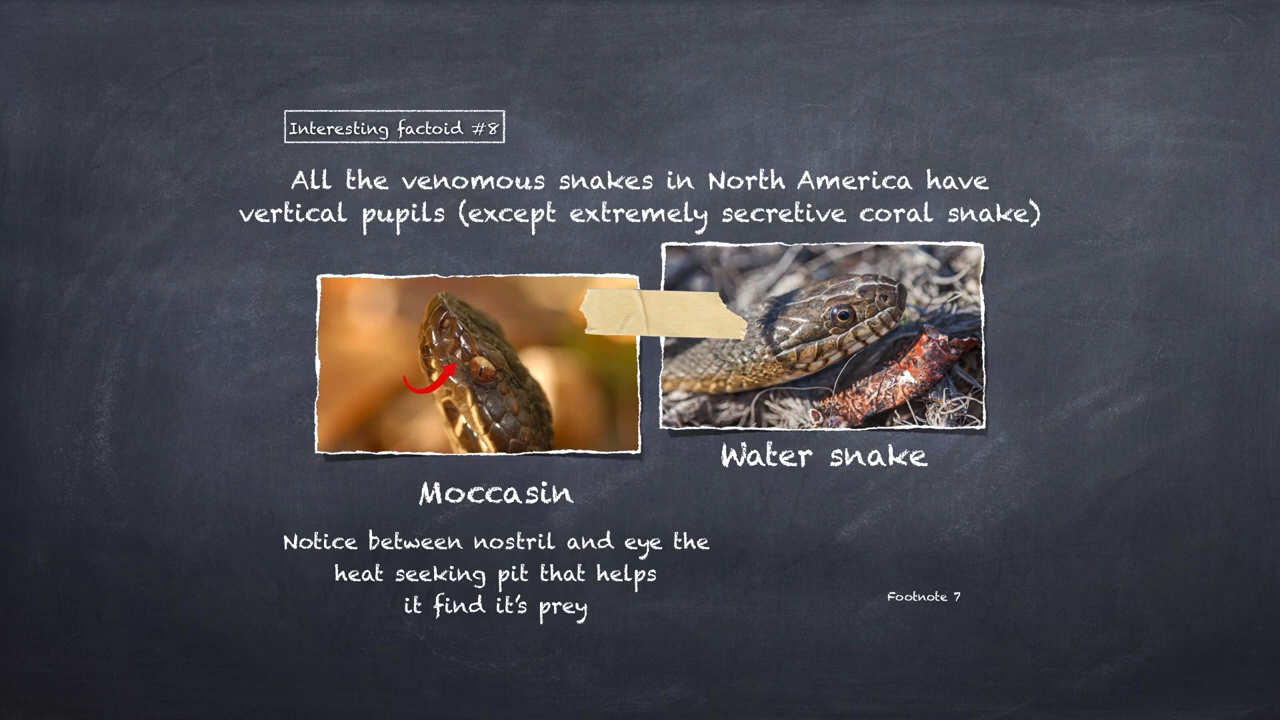 Interesting factoid #8
All the venomous snakes in North America have
vertical pupils (except extremely secretive coral snake)
Water snake
Moccasin
Notice between nostril and eye the
heat seeking pit that helps
it find it's prey
Footnote 7